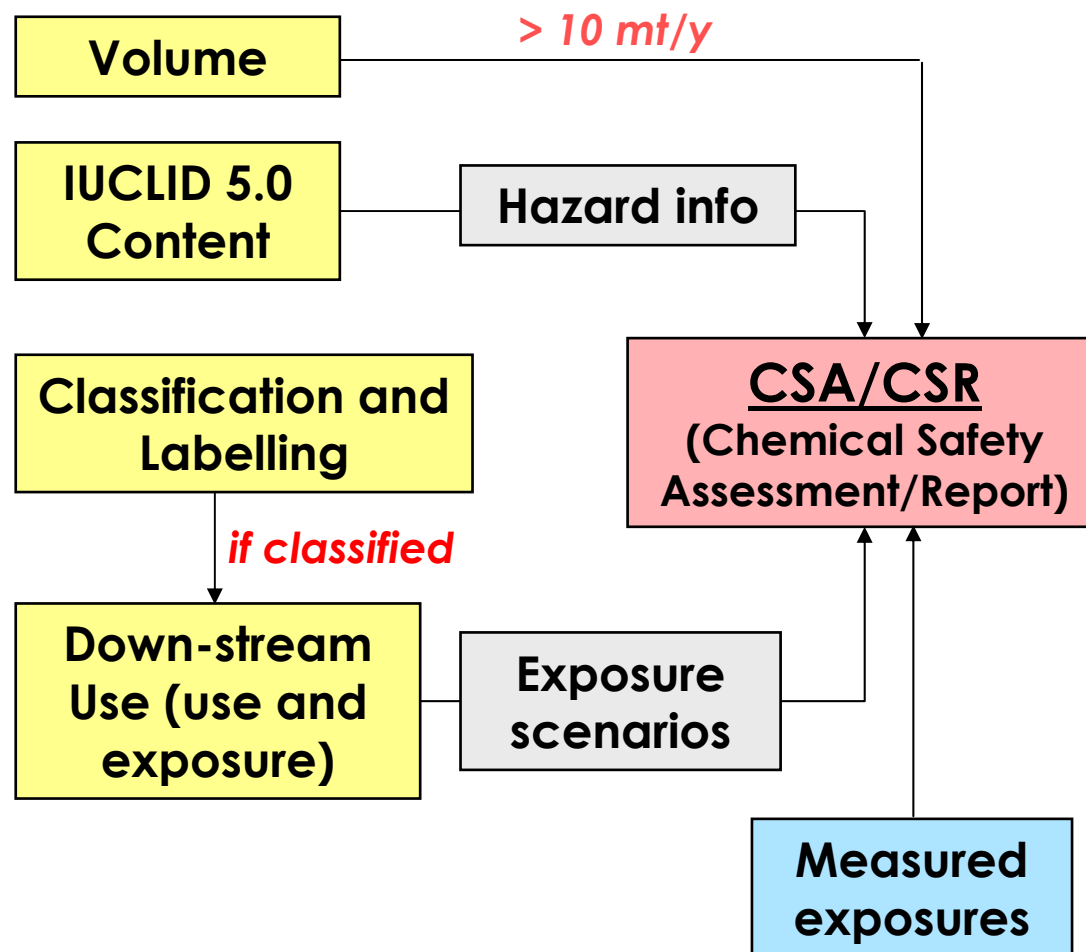 > 10 mt/y
Volume
IUCLID 5.0
Content
Hazard info
Classification and
Labelling
CSA/CSR
(Chemical Safety
Assessment/Report)
if classified
Down-stream
Use (use and
exposure)
Exposure
scenarios
Measured
exposures